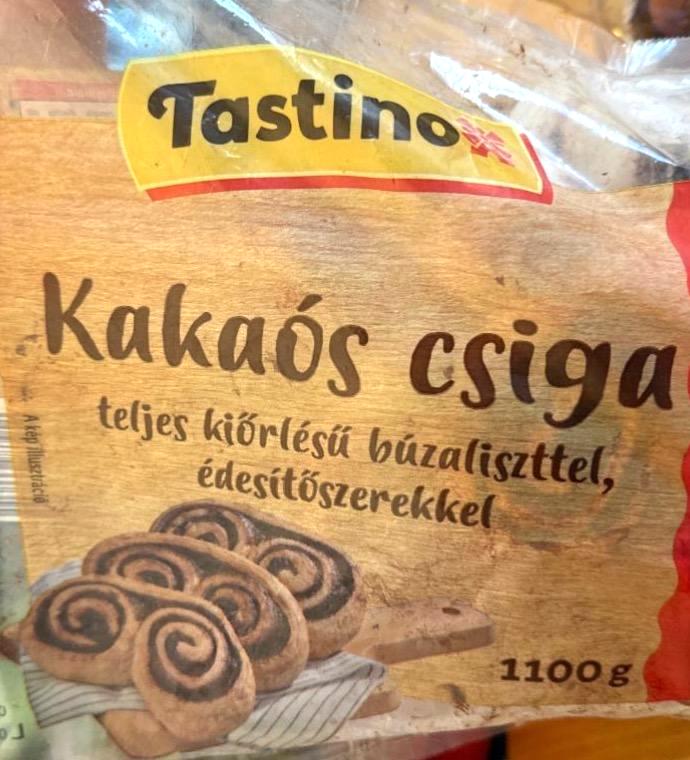 Tastino
Kakaós csiga
teljes kiőrlésű búzaliszttel,
édesítőszerekkel
A kép illusztráció
1100 g